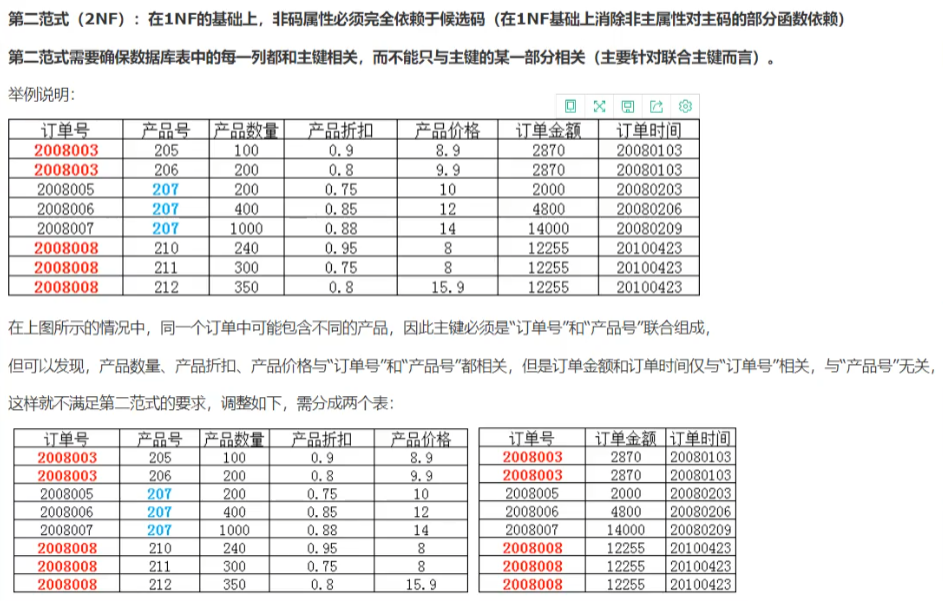 第二范式（2NF）：在1NF的基础上，非码属性必须完全依赖于候选码（在1NF基础上消除非主属性对主码的部分函数依赖）
第二范式需要确保数据库表中的每一列都和主键相关，而不能只与主键的某一部分相关（主要针对联合主键而言）。
举例说明：
订单号 产品号 产品数量 产品折扣 产品价格 订单金额 订单时间
2008003 205 100 0.9 8.9 2870 20080103
2008003 206 200 0.8 9.9 2870 20080103
2008005 207 200 0.75 10 2000 20080203
2008006 207 400 0.85 12 4800 20080206
2008007 207 1000 0.88 14 14000 20080209
2008008 210 240 0.95 8 12255 20100423
2008008 211 300 0.75 8 12255 20100423
2008008 212 350 0.8 15.9 12255 20100423
在上图所示的情况中，同一个订单中可能包含不同的产品，因此主键必须是“订单号”和“产品号”联合组成，
但可以发现，产品数量、产品折扣、产品价格与“订单号”和“产品号”都相关，但是订单金额和订单时间仅与“订单号”相关，与“产品号”无关，
这样就不满足第二范式的要求，调整如下，需分成两个表：
订单号 产品号 产品数量 产品折扣 产品价格
2008003 205 100 0.9 8.9
2008003 206 200 0.8 9.9
2008005 207 200 0.75 10
2008006 207 400 0.85 12
2008007 207 1000 0.88 14
2008008 210 240 0.95 8
2008008 211 300 0.75 8
2008008 212 350 0.8 15.9
订单号 订单金额 订单时间
2008003 2870 20080103
2008003 2870 20080103
2008005 2000 20080203
2008006 4800 20080206
2008007 14000 20080209
2008008 12255 20100423
2008008 12255 20100423
2008008 12255 20100423